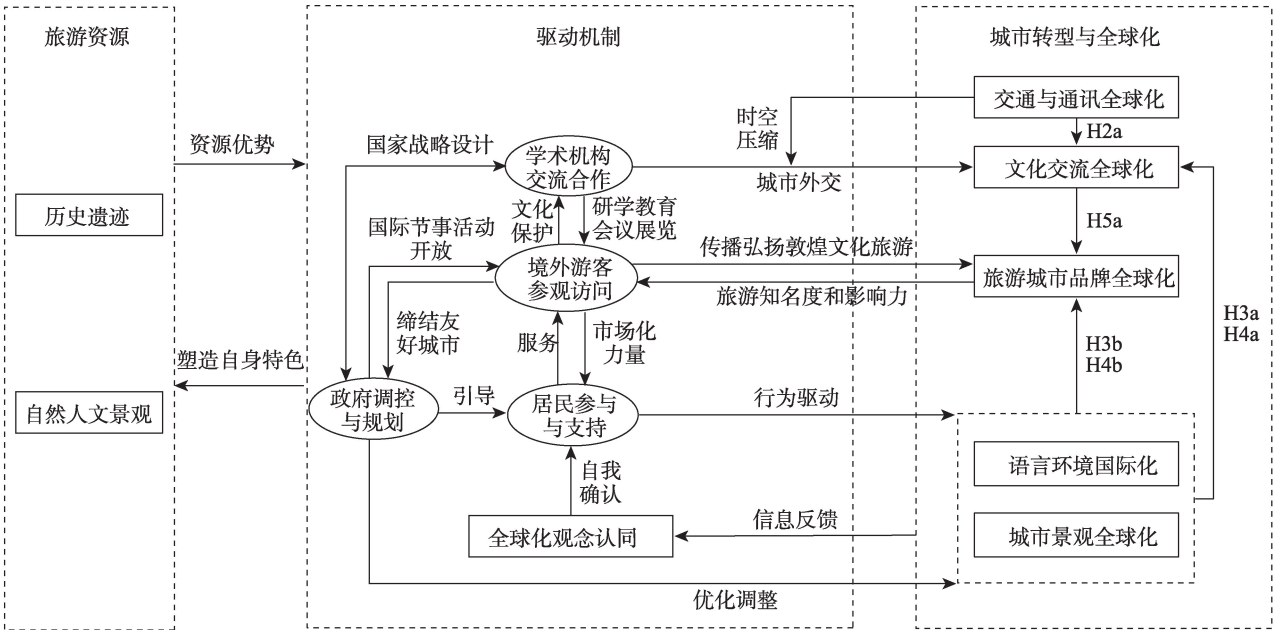 旅游资源
驱动机制
城市转型与全球化
历史遗迹
自然人文景观
资源优势
塑造自身特色
国家战略设计
学术机构
交流合作
时空
压缩
城市外交
交通与通讯全球化
H2a
文化交流全球化
H5a
国际节事活动
开放
文化
保护
研学教育
会议展览
境外游客
参观访问
传播弘扬敦煌文化旅游
旅游知名度和影响力
旅游城市品牌全球化
H3a
H4a
缔结友
好城市
服务
市场化
力量
H3b
H4b
政府调控
与规划
引导
居民参与
与支持
行为驱动
语言环境国际化
城市景观全球化
自我
确认
全球化观念认同
信息反馈
优化调整